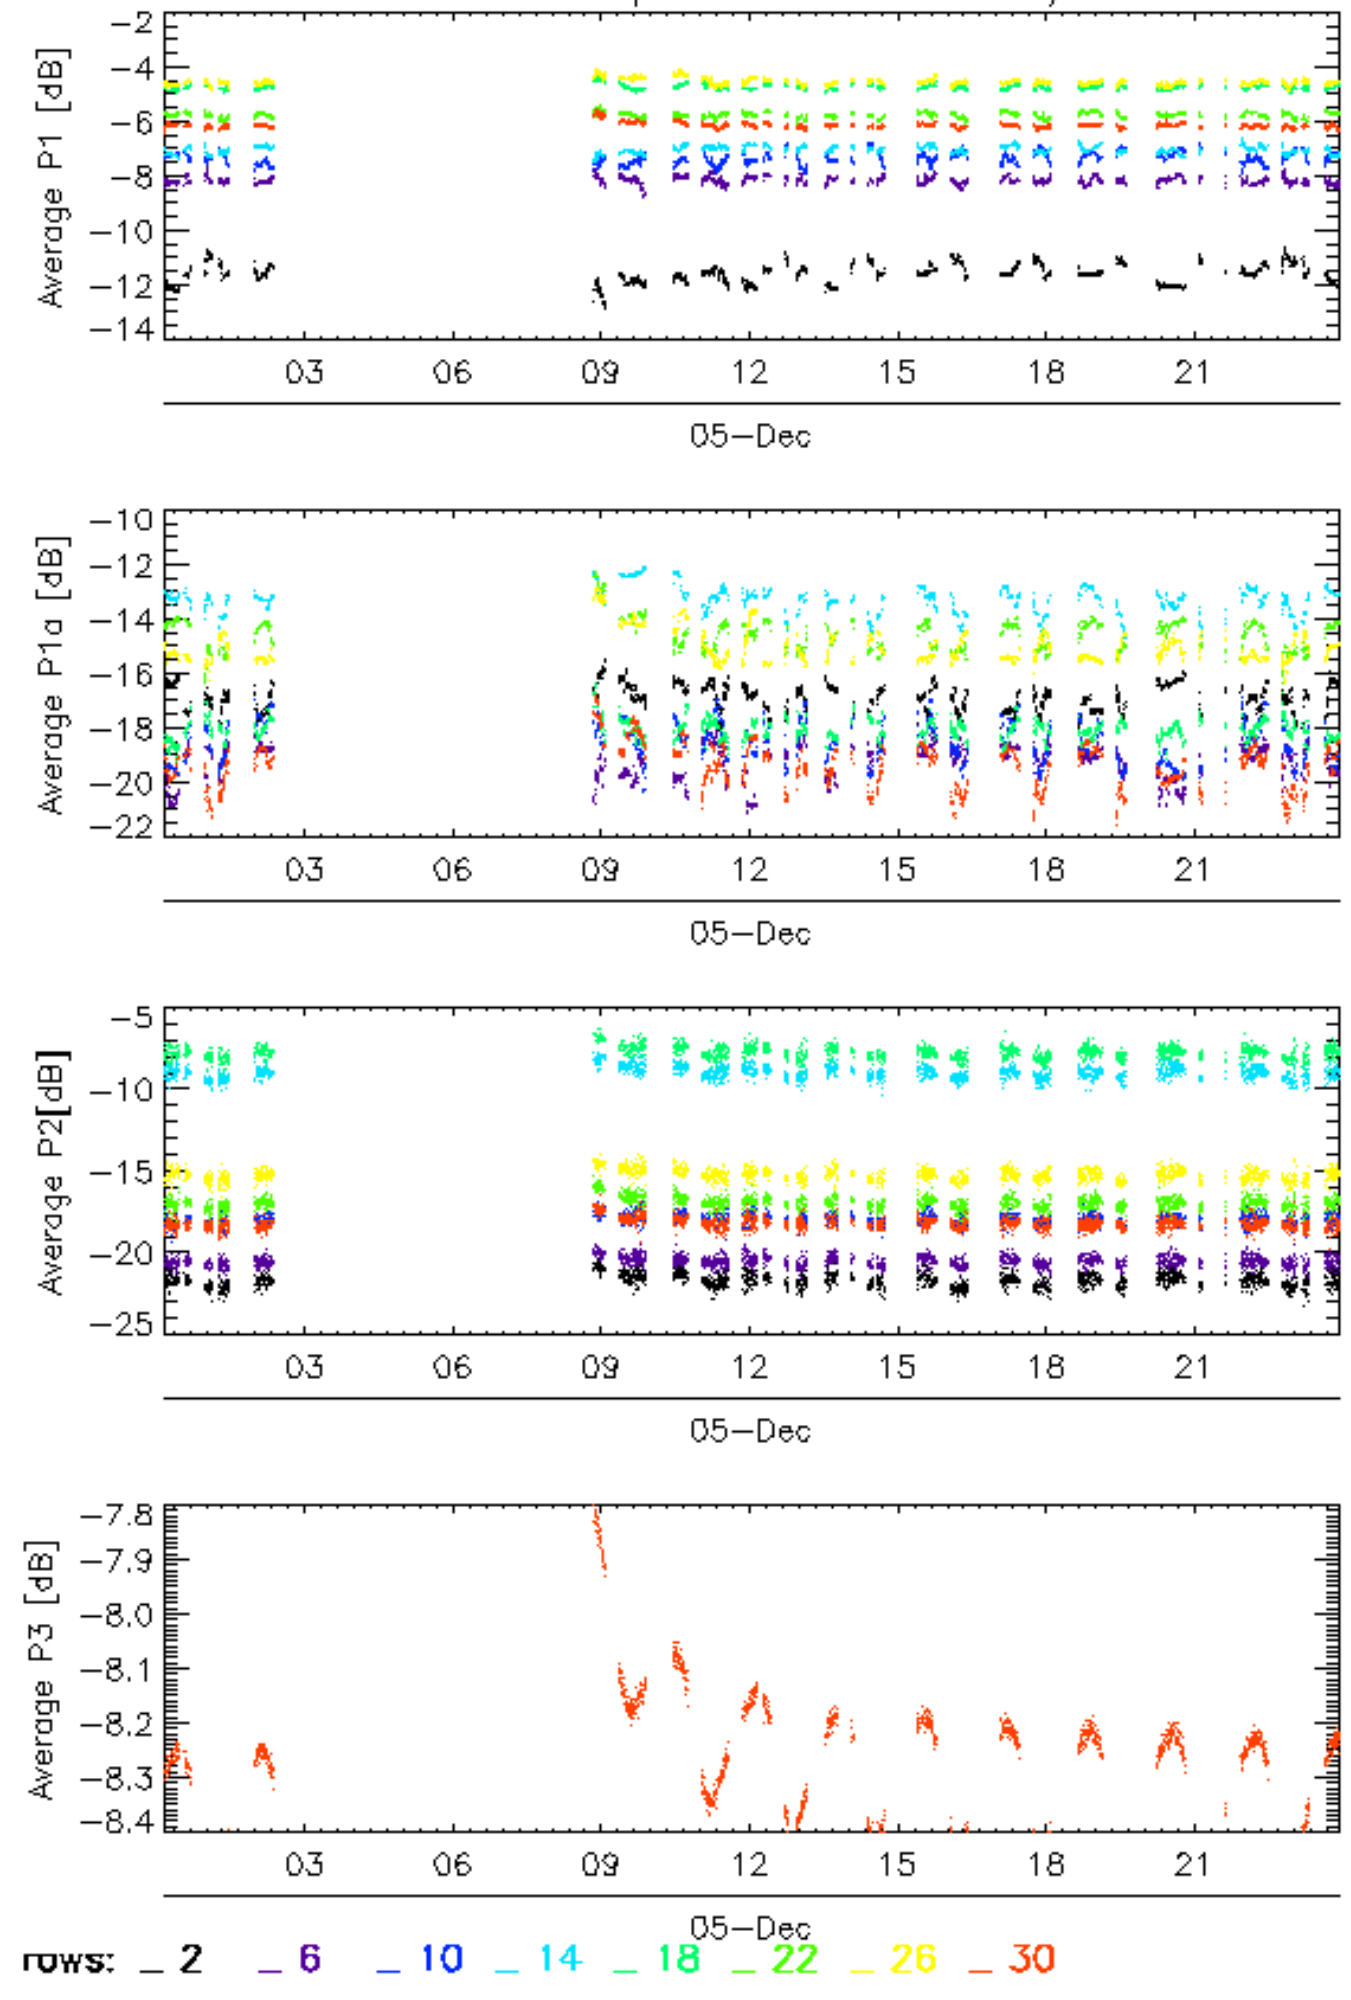 -2
-4
-6
-8
-10
-12
-14
Average P1 [dB]
03 06 09 12 15 18 21
05-Dec
-10
-12
-14
-16
-18
-20
-22
Average P1a [dB]
03 06 09 12 15 18 21
05-Dec
-5
-10
-15
-20
-25
Average P2[dB]
03 06 09 12 15 18 21
05-Dec
-7.8
-7.9
-8.0
-8.1
-8.2
-8.3
-8.4
Average P3 [dB]
03 06 09 12 15 18 21
05-Dec
rows: _ 2 _ 6 _ 10 _ 14 _ 18 _ 22 _ 26 _ 30